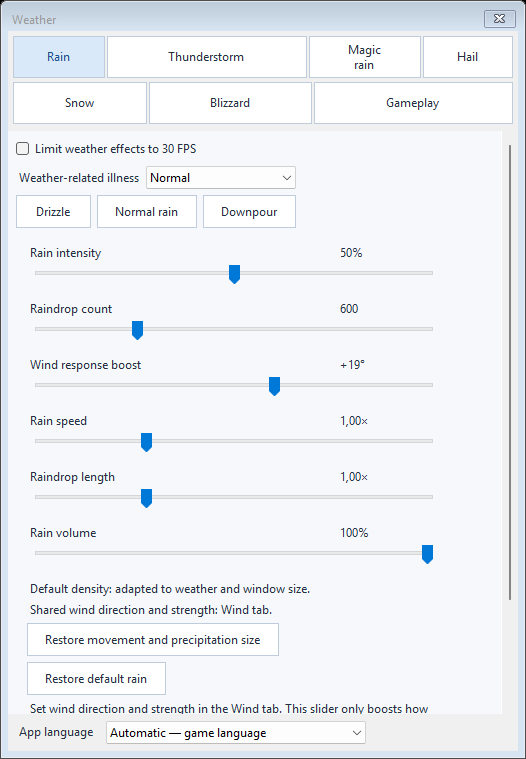 Weather
Rain
Thunderstorm
Magic
rain
Hail
Snow
Blizzard
Gameplay
Limit weather effects to 30 FPS
Weather-related illness
Normal
Drizzle
Normal rain
Downpour
Rain intensity
50%
Raindrop count
600
Wind response boost
+19°
Rain speed
1,00×
Raindrop length
1,00×
Rain volume
100%
Default density: adapted to weather and window size.
Shared wind direction and strength: Wind tab.
Restore movement and precipitation size
Restore default rain
Set wind direction and strength in the Wind tab. This slider only boosts how
App language
Automatic — game language